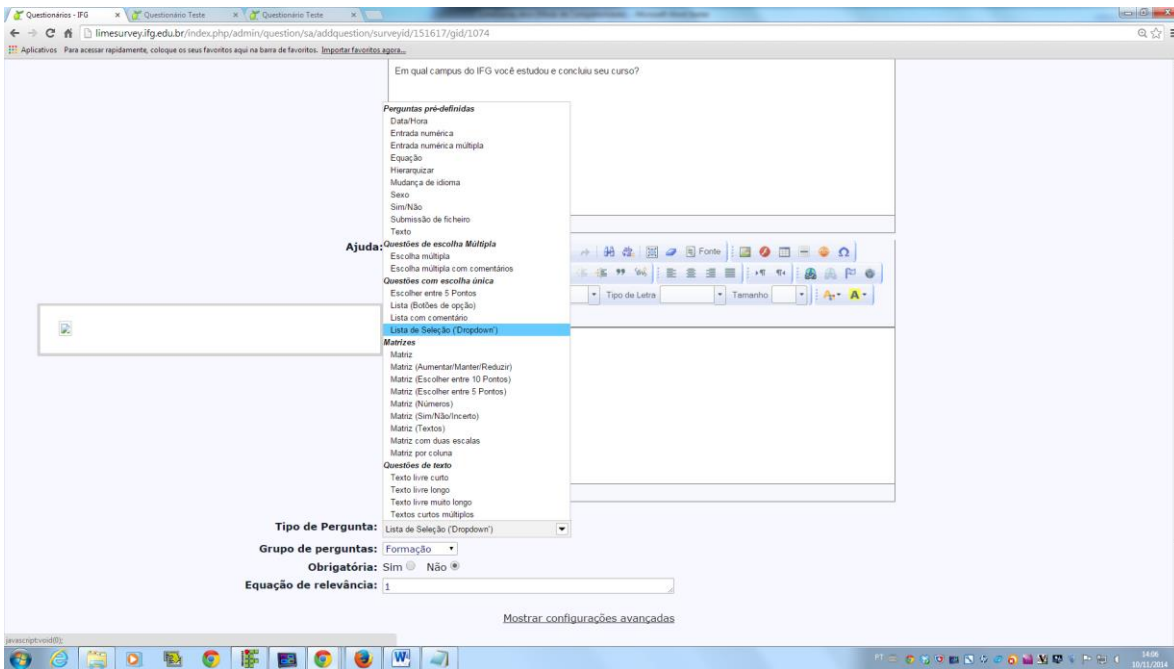 Questionários - IFG
Questionário Teste
Questionário Teste
limesurvey.ifg.edu.br/index.php/admin/question/sa/addquestion/surveyid/151617/gid/1074
Aplicativos Para acessar rapidamente, coloque os seus favoritos aqui na barra de favoritos. Importar favoritos agora...
Em qual campus do IFG você estudou e concluiu seu curso?
Perguntas pré-definidas
Data/Hora
Entrada numérica
Entrada numérica múltipla
Equação
Hierarquizar
Mudança de idioma
Sexo
Sim/Não
Submissão de ficheiro
Texto
Ajuda:
Questões de escolha Múltipla
Fonte
Escolha múltipla
Escolha múltipla com comentários
Questões com escolha única
Escolher entre 5 Pontos
Tipo de Letra
Tamanho
Lista (Botões de opção)
Lista com comentário
Lista de Seleção ('Dropdown')
Matrizes
Matriz
Matriz (Aumentar/Manter/Reduzir)
Matriz (Escolher entre 10 Pontos)
Matriz (Escolher entre 5 Pontos)
Matriz (Números)
Matriz (Sim/Não/Incerto)
Matriz (Textos)
Matriz com duas escalas
Matriz por coluna
Questões de texto
Texto livre curto
Texto livre longo
Texto livre muito longo
Textos curtos múltiplos
Tipo de Pergunta: Lista de Seleção ('Dropdown')
Grupo de perguntas: Formação
Obrigatória: Sim Não
Equação de relevância: 1
Mostrar configurações avançadas
javascript:void(0);
PT
14:06
10/11/2014